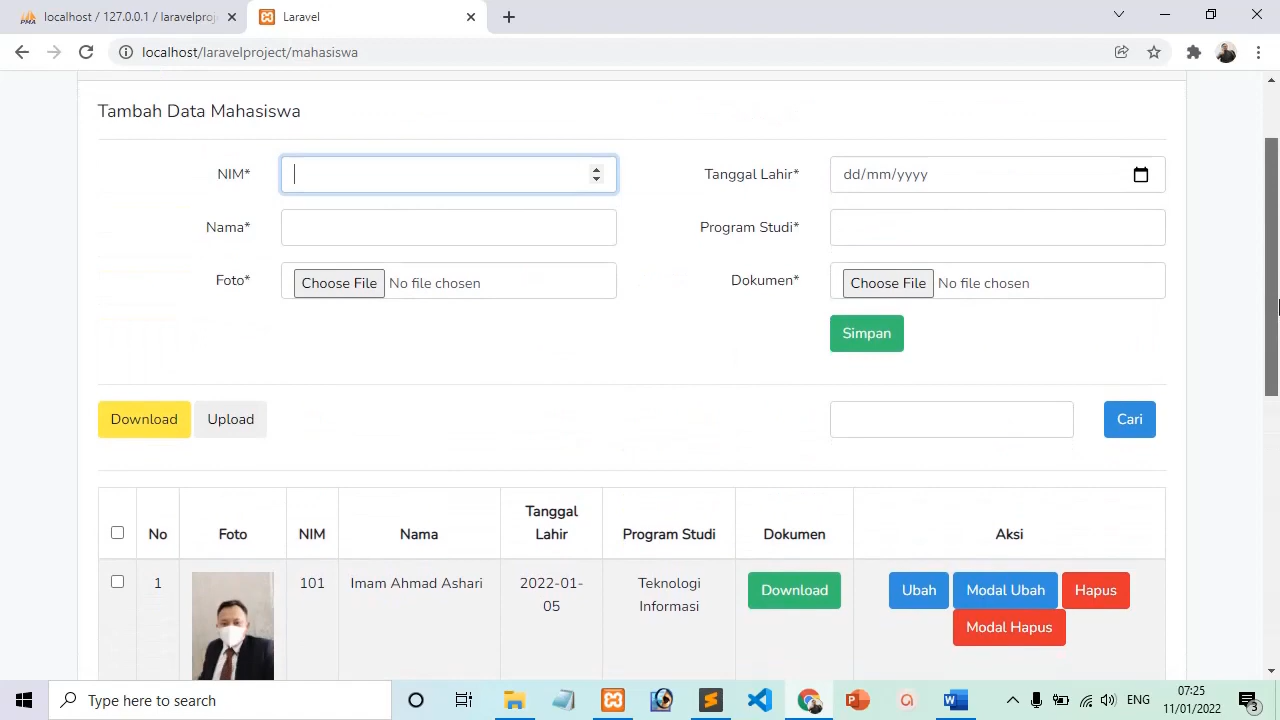 localhost / 127.0.0.1 / laravelproj
Laravel
localhost/laravelproject/mahasiswa
Tambah Data Mahasiswa
NIM*
Tanggal Lahir*
dd/mm/yyyy
Nama*
Program Studi*
Foto*
Choose File No file chosen
Dokumen*
Choose File No file chosen
Simpan
Download
Upload
Cari
No
Foto
NIM
Nama
Tanggal
Lahir
Program Studi
Dokumen
Aksi
1
101
Imam Ahmad Ashari
2022-01-
05
Teknologi
Informasi
Download
Ubah
Modal Ubah
Hapus
Modal Hapus
Type here to search
ENG
07:25
11/01/2022
3